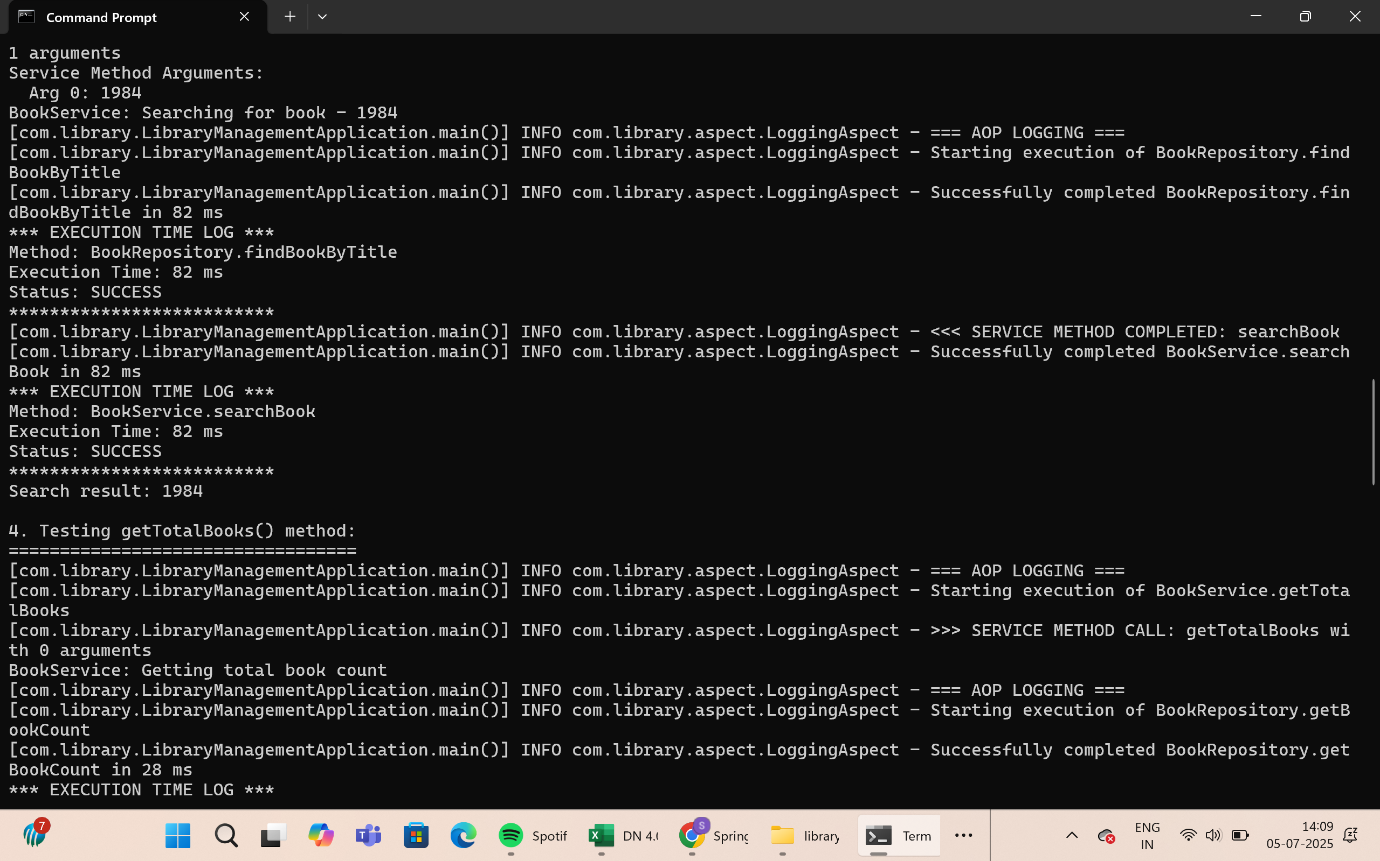 Command Prompt
1 arguments
Service Method Arguments:
  Arg 0: 1984
BookService: Searching for book - 1984
[com.library.LibraryManagementApplication.main()] INFO com.library.aspect.LoggingAspect - === AOP LOGGING ===
[com.library.LibraryManagementApplication.main()] INFO com.library.aspect.LoggingAspect - Starting execution of BookRepository.find
BookByTitle
[com.library.LibraryManagementApplication.main()] INFO com.library.aspect.LoggingAspect - Successfully completed BookRepository.fin
dBookByTitle in 82 ms
*** EXECUTION TIME LOG ***
Method: BookRepository.findBookByTitle
Execution Time: 82 ms
Status: SUCCESS
**************************
[com.library.LibraryManagementApplication.main()] INFO com.library.aspect.LoggingAspect - <<< SERVICE METHOD COMPLETED: searchBook
[com.library.LibraryManagementApplication.main()] INFO com.library.aspect.LoggingAspect - Successfully completed BookService.search
Book in 82 ms
*** EXECUTION TIME LOG ***
Method: BookService.searchBook
Execution Time: 82 ms
Status: SUCCESS
**************************
Search result: 1984
4. Testing getTotalBooks() method:
==================================
[com.library.LibraryManagementApplication.main()] INFO com.library.aspect.LoggingAspect - === AOP LOGGING ===
[com.library.LibraryManagementApplication.main()] INFO com.library.aspect.LoggingAspect - Starting execution of BookService.getTota
lBooks
[com.library.LibraryManagementApplication.main()] INFO com.library.aspect.LoggingAspect - >>> SERVICE METHOD CALL: getTotalBooks wi
th 0 arguments
BookService: Getting total book count
[com.library.LibraryManagementApplication.main()] INFO com.library.aspect.LoggingAspect - === AOP LOGGING ===
[com.library.LibraryManagementApplication.main()] INFO com.library.aspect.LoggingAspect - Starting execution of BookRepository.getB
ookCount
[com.library.LibraryManagementApplication.main()] INFO com.library.aspect.LoggingAspect - Successfully completed BookRepository.get
BookCount in 28 ms
*** EXECUTION TIME LOG ***
7
Spotif
DN 4.(
S
Spring
library
Term
ENG
IN
14:09
05-07-2025